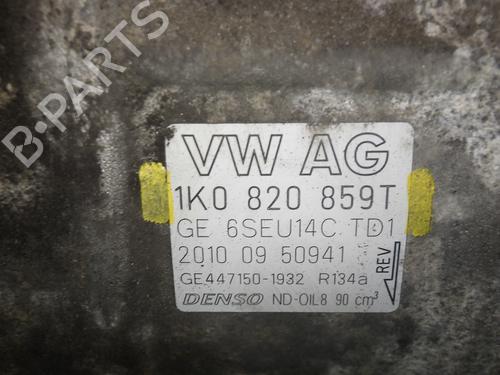 B-PARTS
VW AG
1K0 820 859T
GE 6SEU14C TD1
2010 09 50941
REV
GE447150-1932 R134a
DENSO ND-OIL8 90 cm³